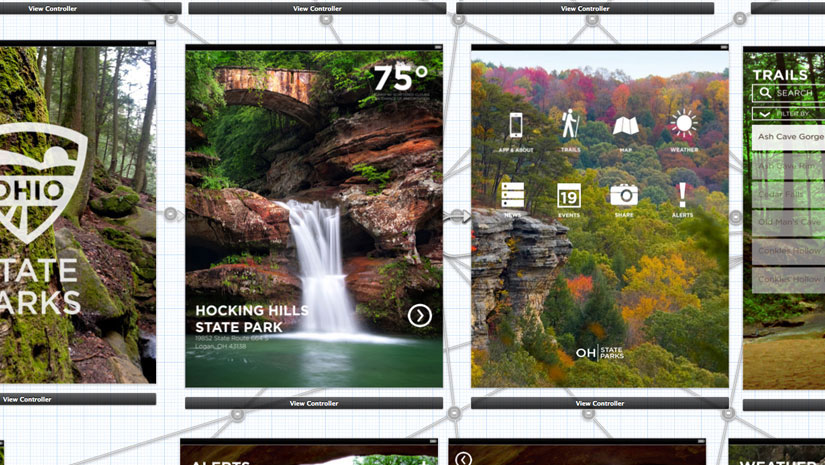 View Controller
View Controller
View Controller
OHIO
STATE
PARKS
75°
HOCKING HILLS
STATE PARK
19852 State Route 664 S
Logan, OH 43138
APP & ABOUT
TRAILS
MAP
WEATHER
NEWS
19
EVENTS
SHARE
ALERTS
OH
STATE
PARKS
TRAILS
SEARCH
FILTER BY
Ash Cave Gorge
Cedar Falls
Old Man's Cave
Conkles Hollow
Conkles Hollow
View Controller
View Controller
View Controller
ALERTS
WEATHER